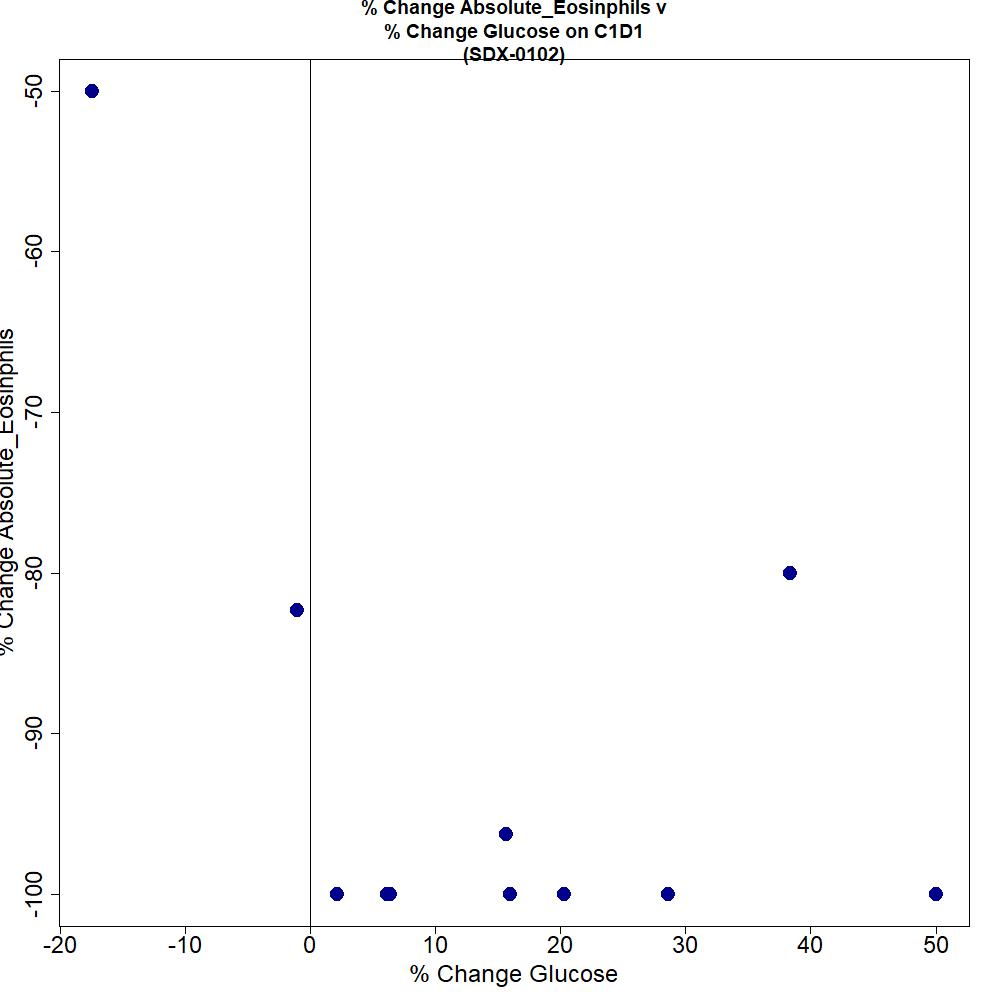 % Change Absolute_Eosinphils v
% Change Glucose on C1D1
(SDX-0102)
% Change Absolute_Eosinphils
-50
-60
-70
-80
-90
-100
-20
-10
0
10
20
30
40
50
% Change Glucose